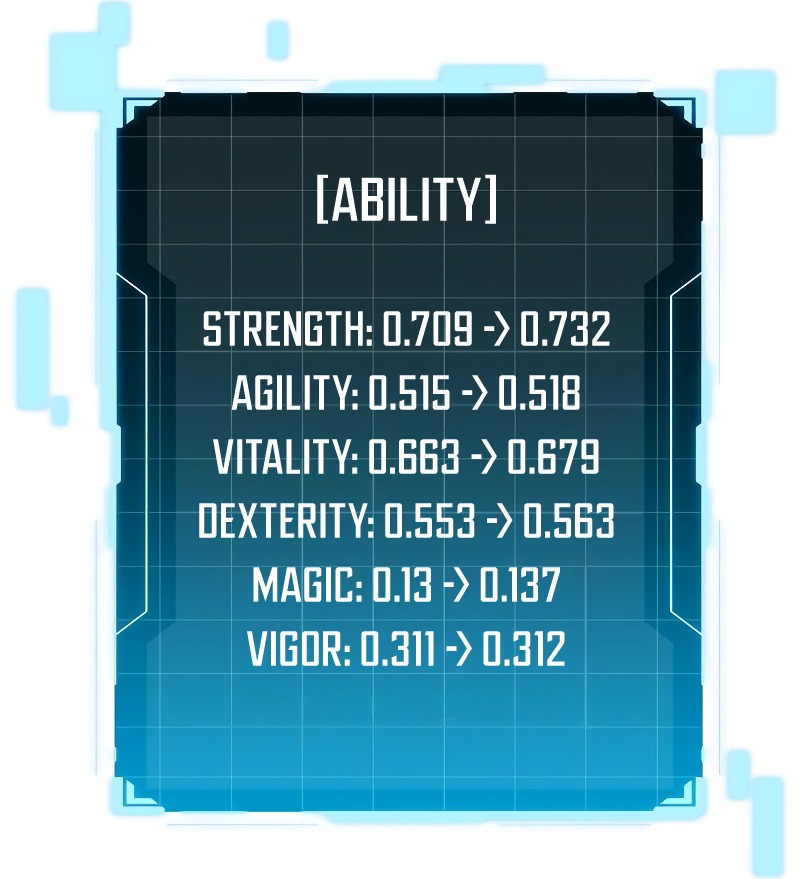 [ABILITY]
STRENGTH: 0.709 -> 0.732
AGILITY: 0.515 -> 0.518
VITALITY: 0.663 -> 0.679
DEXTERITY: 0.553 -> 0.563
MAGIC: 0.13 -> 0.137
VIGOR: 0.311 -> 0.312